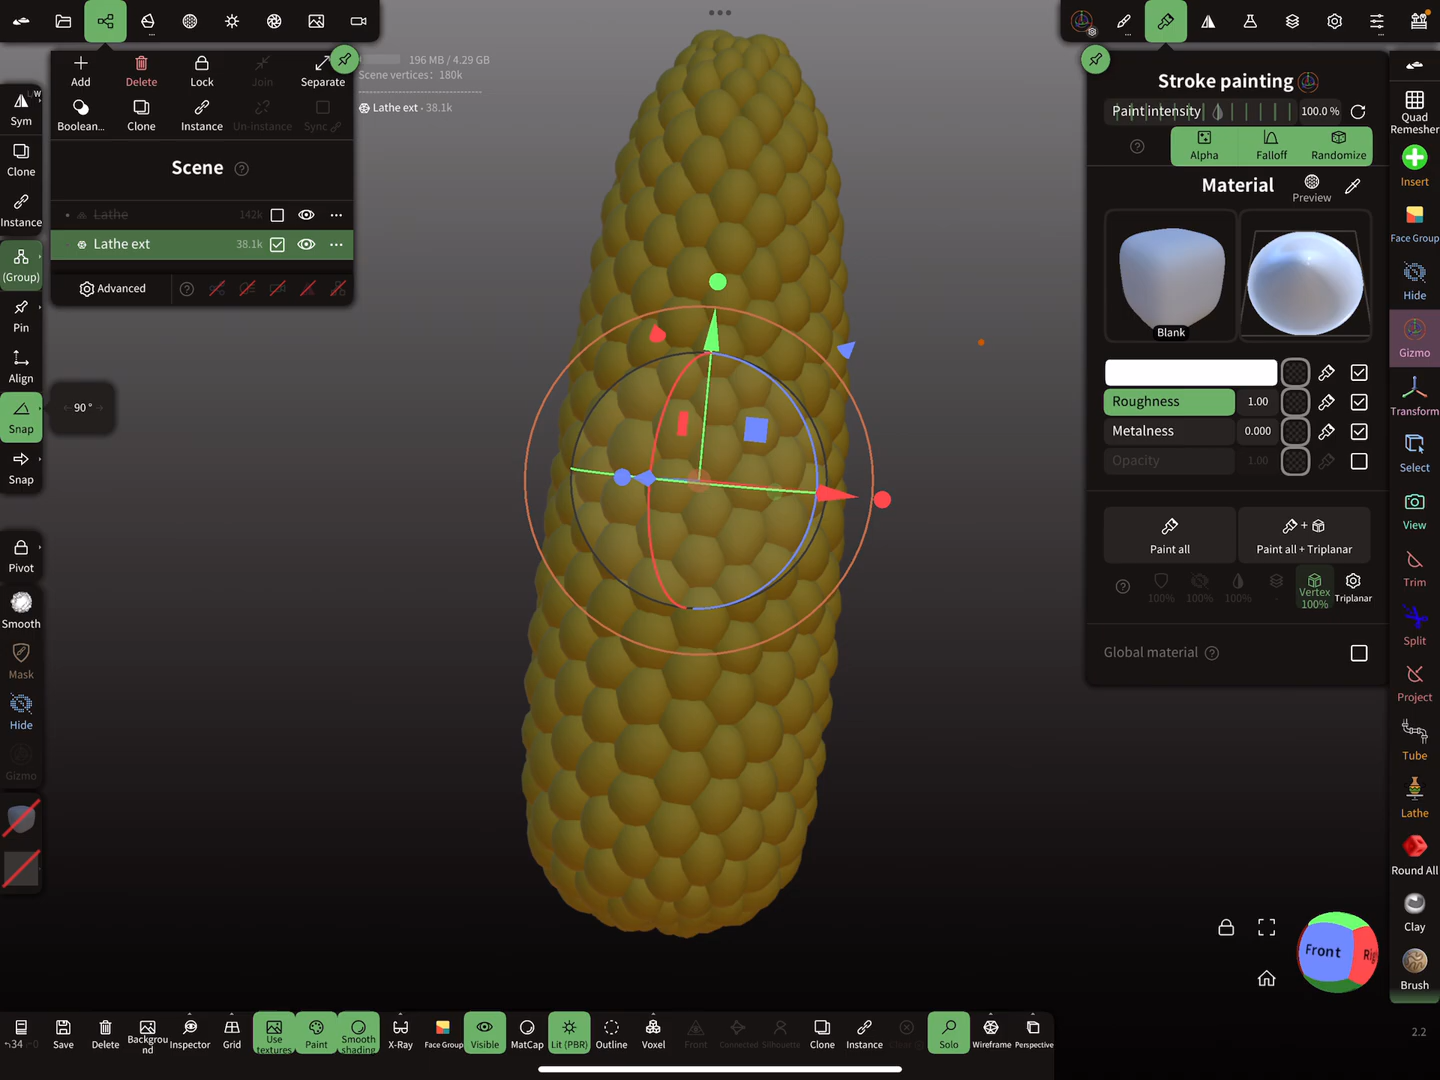 Add
Delete
Lock
Join
Separate
Boolean...
Clone
Instance
Un-instance
Sync
Scene
Lathe
142k
Lathe ext
38.1k
Advanced
196 MB / 4.29 GB
Scene vertices: 180k
Lathe ext • 38.1k
W
Sym
Clone
Instance
(Group)
Pin
Align
Snap
90 °
Snap
Pivot
Smooth
Mask
Hide
Gizmo
Stroke painting
Paint intensity
100.0 %
Alpha
Falloff
Randomize
Material
Preview
Blank
Roughness
1.00
Metalness
0.000
Opacity
1.00
Paint all
Paint all + Triplanar
100%
100%
100%
-
Vertex
100%
Triplanar
Global material
Quad
Remesher
Insert
Face Group
Hide
Gizmo
Transform
Select
View
Trim
Split
Project
Tube
Lathe
Round All
Clay
Brush
Front
Rig
34
0
Save
Delete
Backgrou
nd
Inspector
Grid
Use
textures
Paint
Smooth
shading
X-Ray
Face Group
Visible
MatCap
Lit (PBR)
Outline
Voxel
Front
Connected
Silhouette
Clone
Instance
Clear
Solo
Wireframe
Perspective
2.2